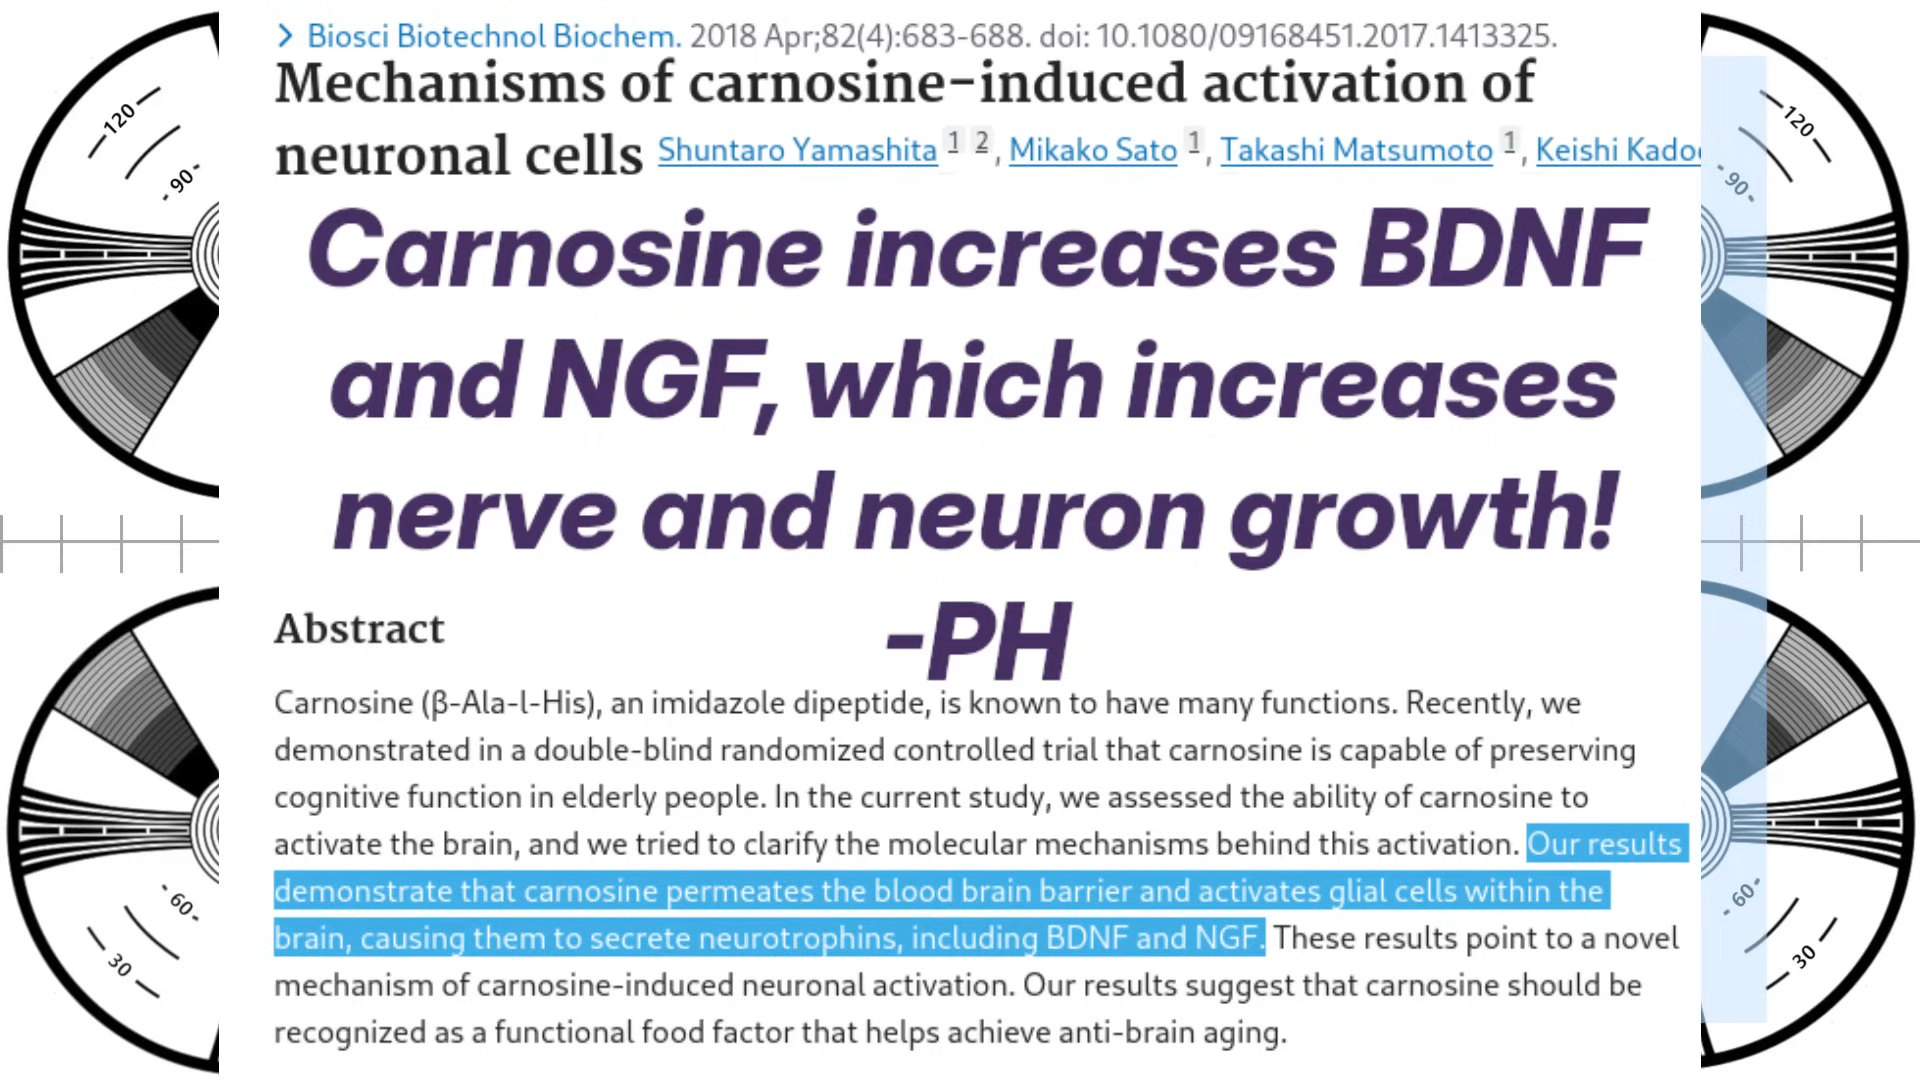 > Biosci Biotechnol Biochem. 2018 Apr;82(4):683-688. doi: 10.1080/09168451.2017.1413325.
Mechanisms of carnosine-induced activation of
neuronal cells Shuntaro Yamashita 1 2, Mikako Sato 1, Takashi Matsumoto 1, Keishi
Carnosine increases BDNF
and NGF, which increases
nerve and neuron growth!
-PH
Abstract
Carnosine (β-Ala-l-His), an imidazole dipeptide, is known to have many functions. Recently, we
demonstrated in a double-blind randomized controlled trial that carnosine is capable of preserving
cognitive function in elderly people. In the current study, we assessed the ability of carnosine to
activate the brain, and we tried to clarify the molecular mechanisms behind this activation. Our results
demonstrate that carnosine permeates the blood brain barrier and activates glial cells within the
brain, causing them to secrete neurotrophins, including BDNF and NGF. These results point to a novel
mechanism of carnosine-induced neuronal activation. Our results suggest that carnosine should be
recognized as a functional food factor that helps achieve anti-brain aging.
120
- 90 -
120
- 90 -
- 60 -
30
- 60 -
30